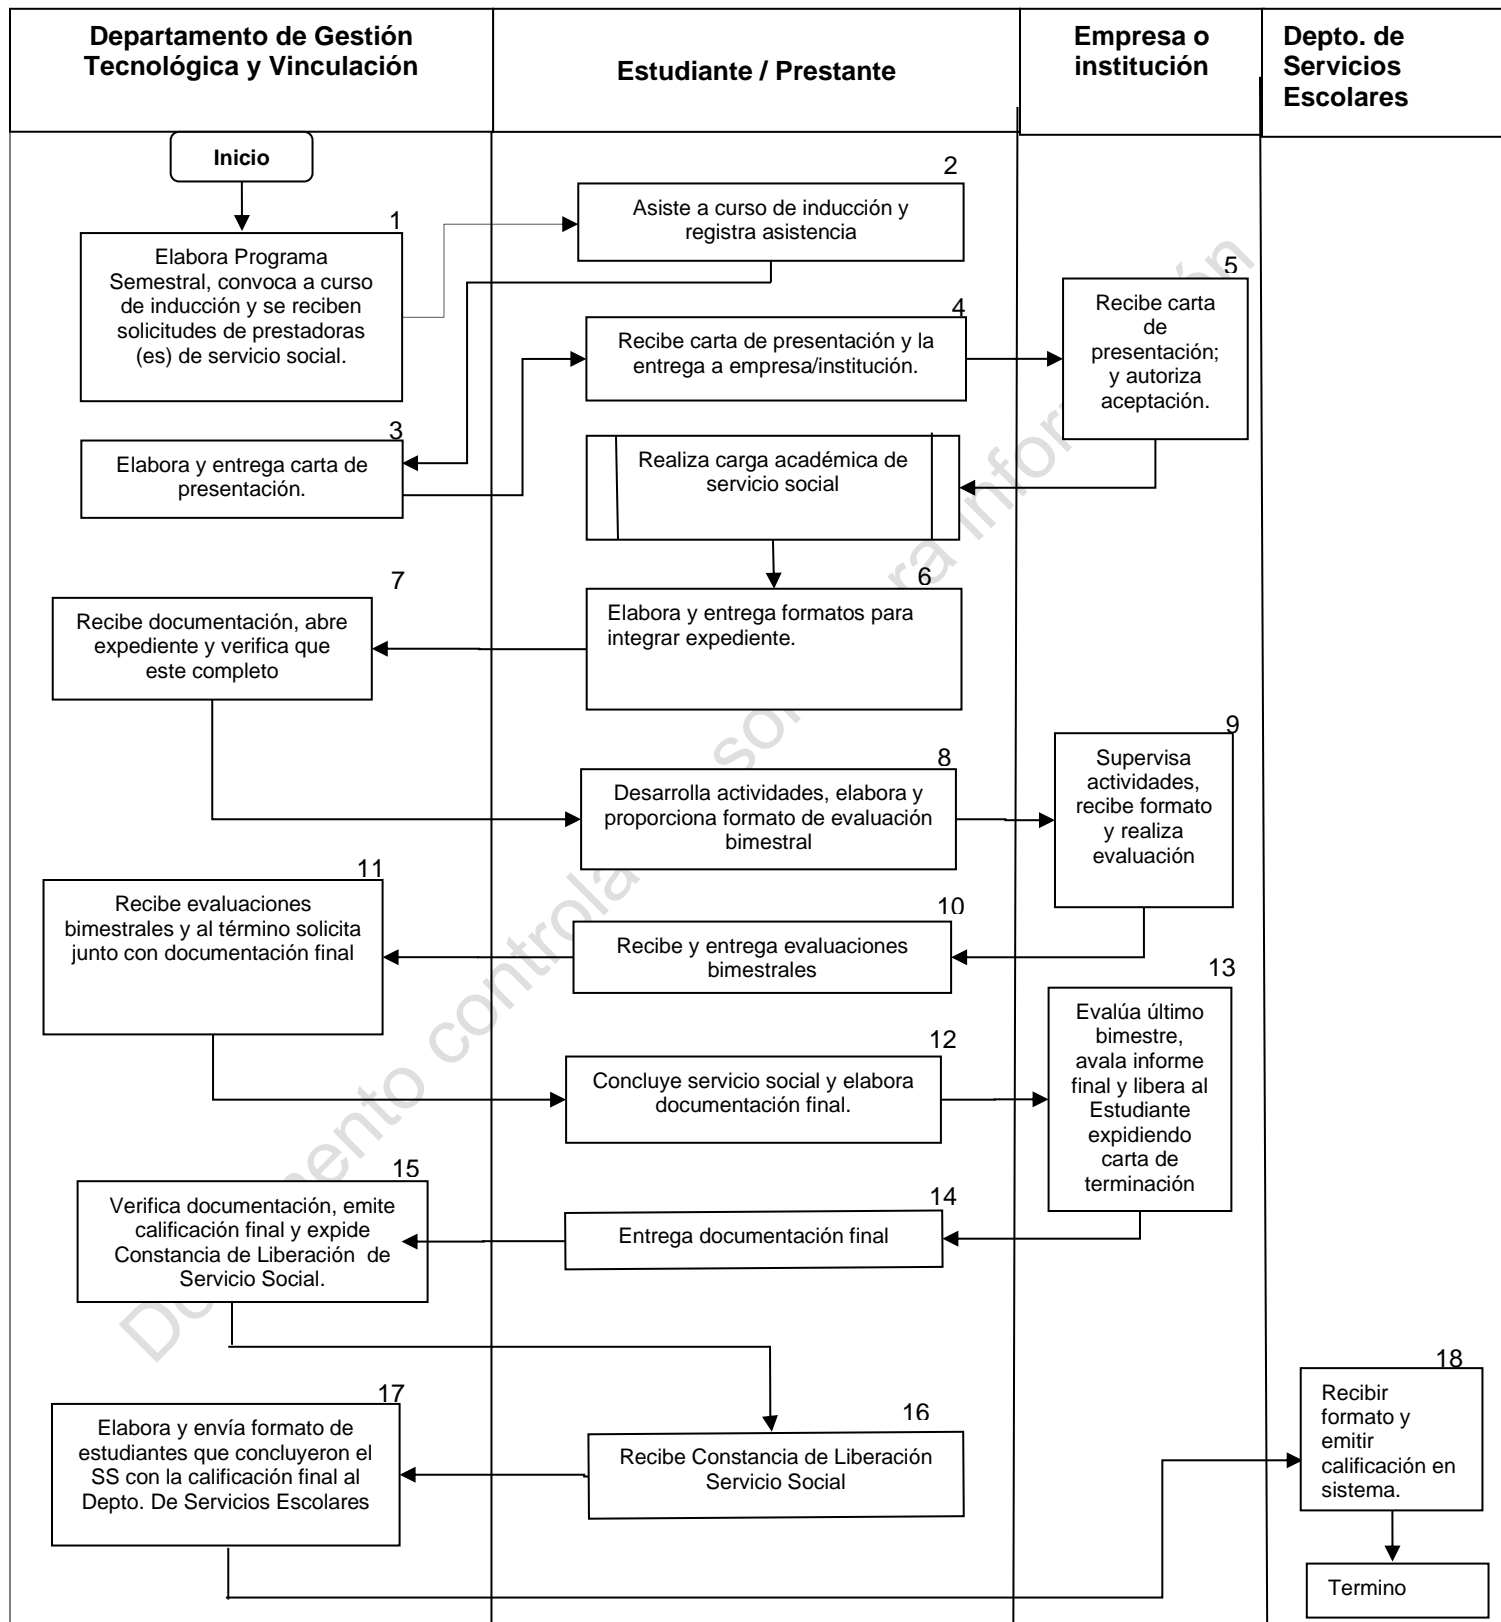 Departamento de Gestión
Tecnológica y Vinculación
Estudiante / Prestante
Empresa o
institución
Depto. de
Servicios
Escolares
Inicio
1
Elabora Programa
Semestral, convoca a curso
de inducción y se reciben
solicitudes de prestadoras
(es) de servicio social.
2
Asiste a curso de inducción y
registra asistencia
3
Elabora y entrega carta de
presentación.
4
Recibe carta de presentación y la
entrega a empresa/institución.
5
Recibe carta
de
presentación;
y autoriza
aceptación.
Realiza carga académica de
servicio social
6
Elabora y entrega formatos para
integrar expediente.
7
Recibe documentación, abre
expediente y verifica que
este completo
8
Desarrolla actividades, elabora y
proporciona formato de evaluación
bimestral
9
Supervisa
actividades,
recibe formato
y realiza
evaluación
10
Recibe y entrega evaluaciones
bimestrales
11
Recibe evaluaciones
bimestrales y al término solicita
junto con documentación final
12
Concluye servicio social y elabora
documentación final.
13
Evalúa último
bimestre,
avala informe
final y libera al
Estudiante
expidiendo
carta de
terminación
14
Entrega documentación final
15
Verifica documentación, emite
calificación final y expide
Constancia de Liberación de
Servicio Social.
16
Recibe Constancia de Liberación
Servicio Social
17
Elabora y envía formato de
estudiantes que concluyeron el
SS con la calificación final al
Depto. De Servicios Escolares
18
Recibir
formato y
emitir
calificación en
sistema.
Termino